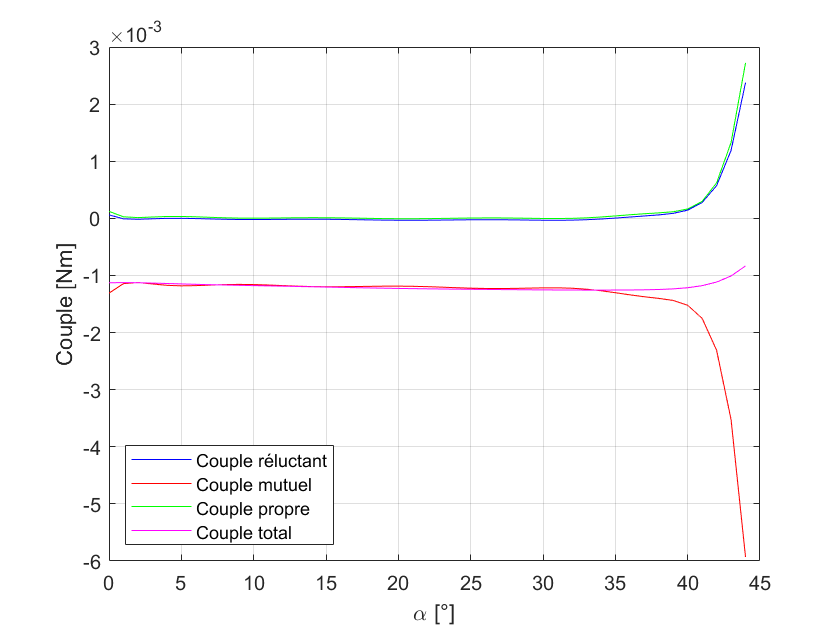 ×10-3
3
2
1
0
-1
-2
-3
-4
-5
-6
Couple [Nm]
Couple réluctant
Couple mutuel
Couple propre
Couple total
0 5 10 15 20 25 30 35 40 45
α [°]